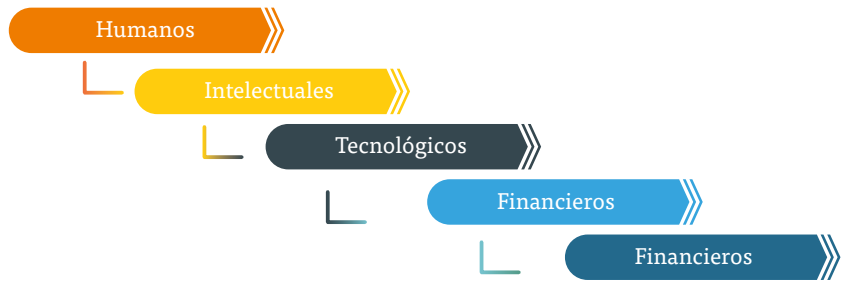 Humanos
Intelectuales
Tecnológicos
Financieros
Financieros